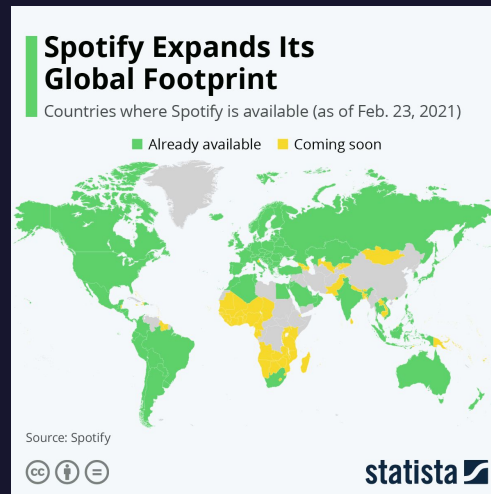 Spotify Expands Its
Global Footprint
Countries where Spotify is available (as of Feb. 23, 2021)
Already available
Coming soon
Source: Spotify
cc
statista